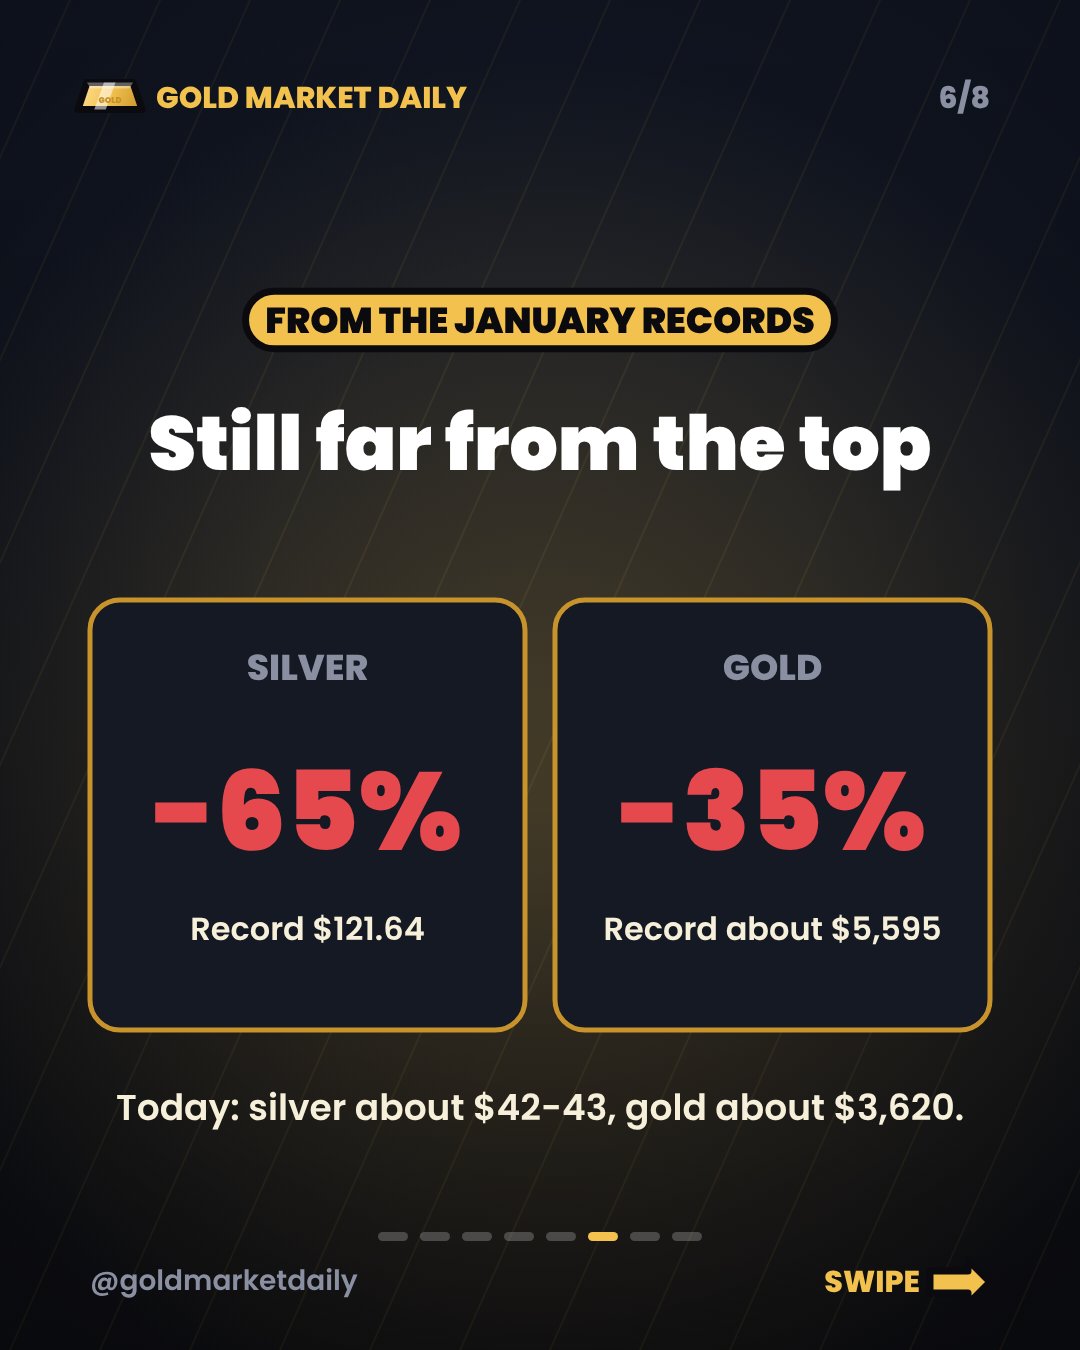 GOLD
GOLD MARKET DAILY
6/8
FROM THE JANUARY RECORDS
Still far from the top
SILVER
-65%
Record $121.64
GOLD
-35%
Record about $5,595
Today: silver about $42-43, gold about $3,620.
@goldmarketdaily
SWIPE